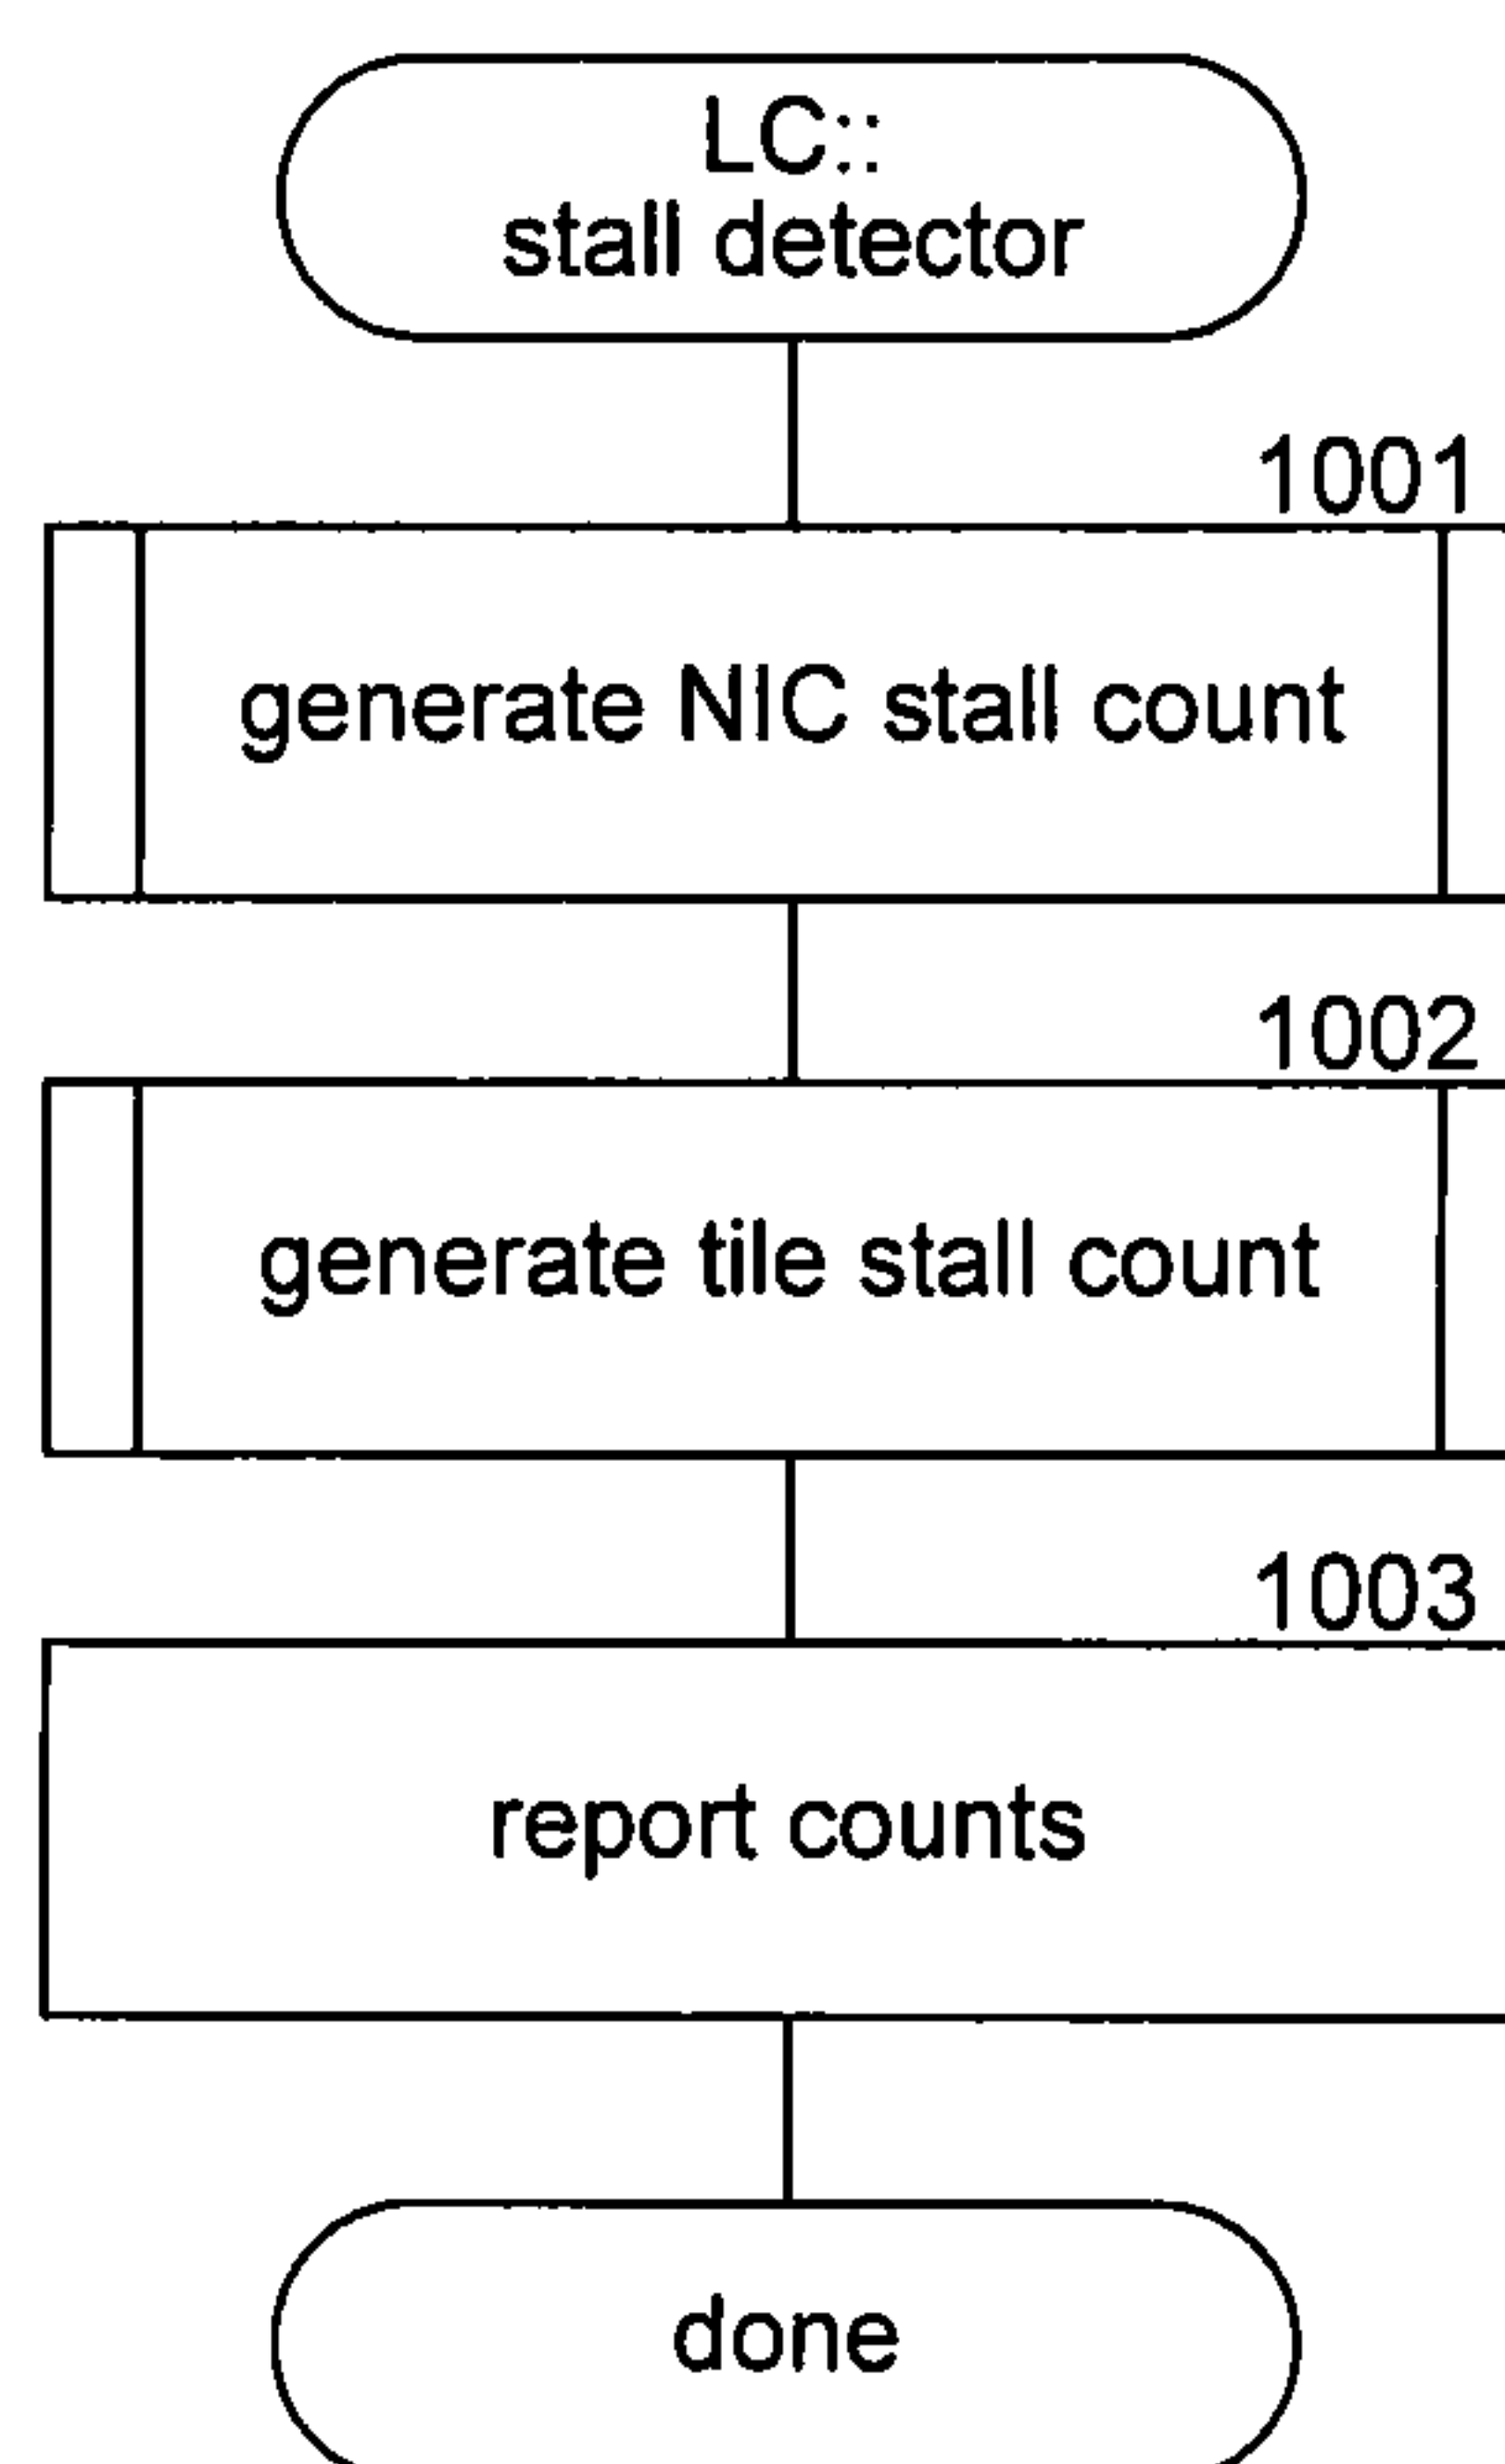 LC::
stall detector
1001
generate NIC stall count
1002
generate tile stall count
1003
report counts
done